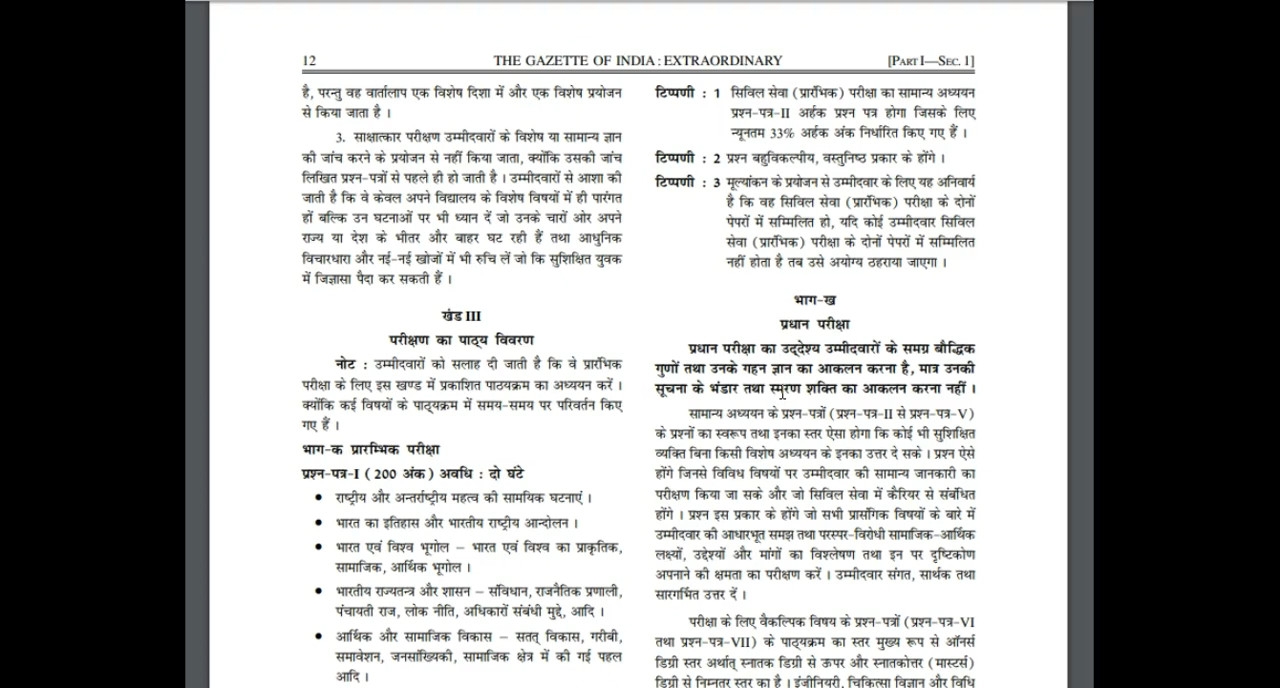 12
THE GAZETTE OF INDIA : EXTRAORDINARY
[PART I—SEC. 1]
है, परन्तु वह वार्तालाप एक विशेष दिशा में और एक विशेष प्रयोजन
से किया जाता है ।
3. साक्षात्कार परीक्षण उम्मीदवारों के विशेष या सामान्य ज्ञान
की जांच करने के प्रयोजन से नहीं किया जाता, क्योंकि उसकी जांच
लिखित प्रश्न-पत्रों से पहले ही हो जाती है । उम्मीदवारों से आशा की
जाती है कि वे केवल अपने विद्यालय के विशेष विषयों में ही पारंगत
हों बल्कि उन घटनाओं पर भी ध्यान दें जो उनके चारों ओर अपने
राज्य या देश के भीतर और बाहर घट रही हैं तथा आधुनिक
विचारधारा और नई-नई खोजों में भी रुचि लें जो कि सुशिक्षित युवक
में जिज्ञासा पैदा कर सकती हैं ।
खंड III
परीक्षण का पाठ्य विवरण
नोट : उम्मीदवारों को सलाह दी जाती है कि वे प्रारंभिक
परीक्षा के लिए इस खण्ड में प्रकाशित पाठयक्रम का अध्ययन करें ।
क्योंकि कई विषयों के पाठ्यक्रम में समय-समय पर परिवर्तन किए
गए हैं ।
भाग-क प्रारम्भिक परीक्षा
प्रश्न-पत्र-I ( 200 अंक ) अवधि : दो घंटे
• राष्ट्रीय और अन्तर्राष्ट्रीय महत्व की सामयिक घटनाएं ।
• भारत का इतिहास और भारतीय राष्ट्रीय आन्दोलन ।
• भारत एवं विश्व भूगोल – भारत एवं विश्व का प्राकृतिक,
सामाजिक, आर्थिक भूगोल ।
• भारतीय राज्यतन्त्र और शासन – संविधान, राजनैतिक प्रणाली,
पंचायती राज, लोक नीति, अधिकारों संबंधी मुद्दे, आदि ।
• आर्थिक और सामाजिक विकास – सतत् विकास, गरीबी,
समावेशन, जनसांख्यिकी, सामाजिक क्षेत्र में की गई पहल
आदि ।
टिप्पणी : 1 सिविल सेवा (प्रारंभिक) परीक्षा का सामान्य अध्ययन
प्रश्न-पत्र-II अर्हक प्रश्न पत्र होगा जिसके लिए
न्यूनतम 33% अर्हक अंक निर्धारित किए गए हैं ।
टिप्पणी : 2 प्रश्न बहुविकल्पीय, वस्तुनिष्ठ प्रकार के होंगे ।
टिप्पणी : 3 मूल्यांकन के प्रयोजन से उम्मीदवार के लिए यह अनिवार्य
है कि वह सिविल सेवा (प्रारंभिक) परीक्षा के दोनों
पेपरों में सम्मिलित हो, यदि कोई उम्मीदवार सिविल
सेवा (प्रारंभिक) परीक्षा के दोनों पेपरों में सम्मिलित
नहीं होता है तब उसे अयोग्य ठहराया जाएगा ।
भाग-ख
प्रधान परीक्षा
प्रधान परीक्षा का उद्देश्य उम्मीदवारों के समग्र बौद्धिक
गुणों तथा उनके गहन ज्ञान का आकलन करना है, मात्र उनकी
सूचना के भंडार तथा स्मरण शक्ति का आकलन करना नहीं ।
सामान्य अध्ययन के प्रश्न-पत्रों (प्रश्न-पत्र-II से प्रश्न-पत्र-V)
के प्रश्नों का स्वरूप तथा इनका स्तर ऐसा होगा कि कोई भी सुशिक्षित
व्यक्ति बिना किसी विशेष अध्ययन के इनका उत्तर दे सके । प्रश्न ऐसे
होंगे जिनसे विविध विषयों पर उम्मीदवार की सामान्य जानकारी का
परीक्षण किया जा सके और जो सिविल सेवा में कैरियर से संबंधित
होंगे । प्रश्न इस प्रकार के होंगे जो सभी प्रासंगिक विषयों के बारे में
उम्मीदवार की आधारभूत समझ तथा परस्पर-विरोधी सामाजिक-आर्थिक
लक्ष्यों, उद्देश्यों और मांगों का विश्लेषण तथा इन पर दृष्टिकोण
अपनाने की क्षमता का परीक्षण करें । उम्मीदवार संगत, सार्थक तथा
सारगर्भित उत्तर दें ।
परीक्षा के लिए वैकल्पिक विषय के प्रश्न-पत्रों (प्रश्न-पत्र-VI
तथा प्रश्न-पत्र-VII) के पाठ्यक्रम का स्तर मुख्य रूप से ऑनर्स
डिग्री स्तर अर्थात् स्नातक डिग्री से ऊपर और स्नातकोत्तर (मास्टर्स)
डिग्री से निम्नतर स्तर का है । इंजीनियरी, चिकित्सा विज्ञान और विधि